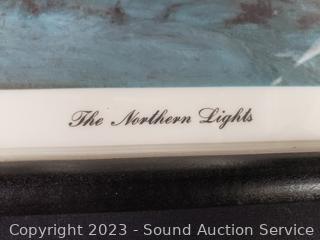 The Northern Lights
Copyright 2023 - Sound Auction Service